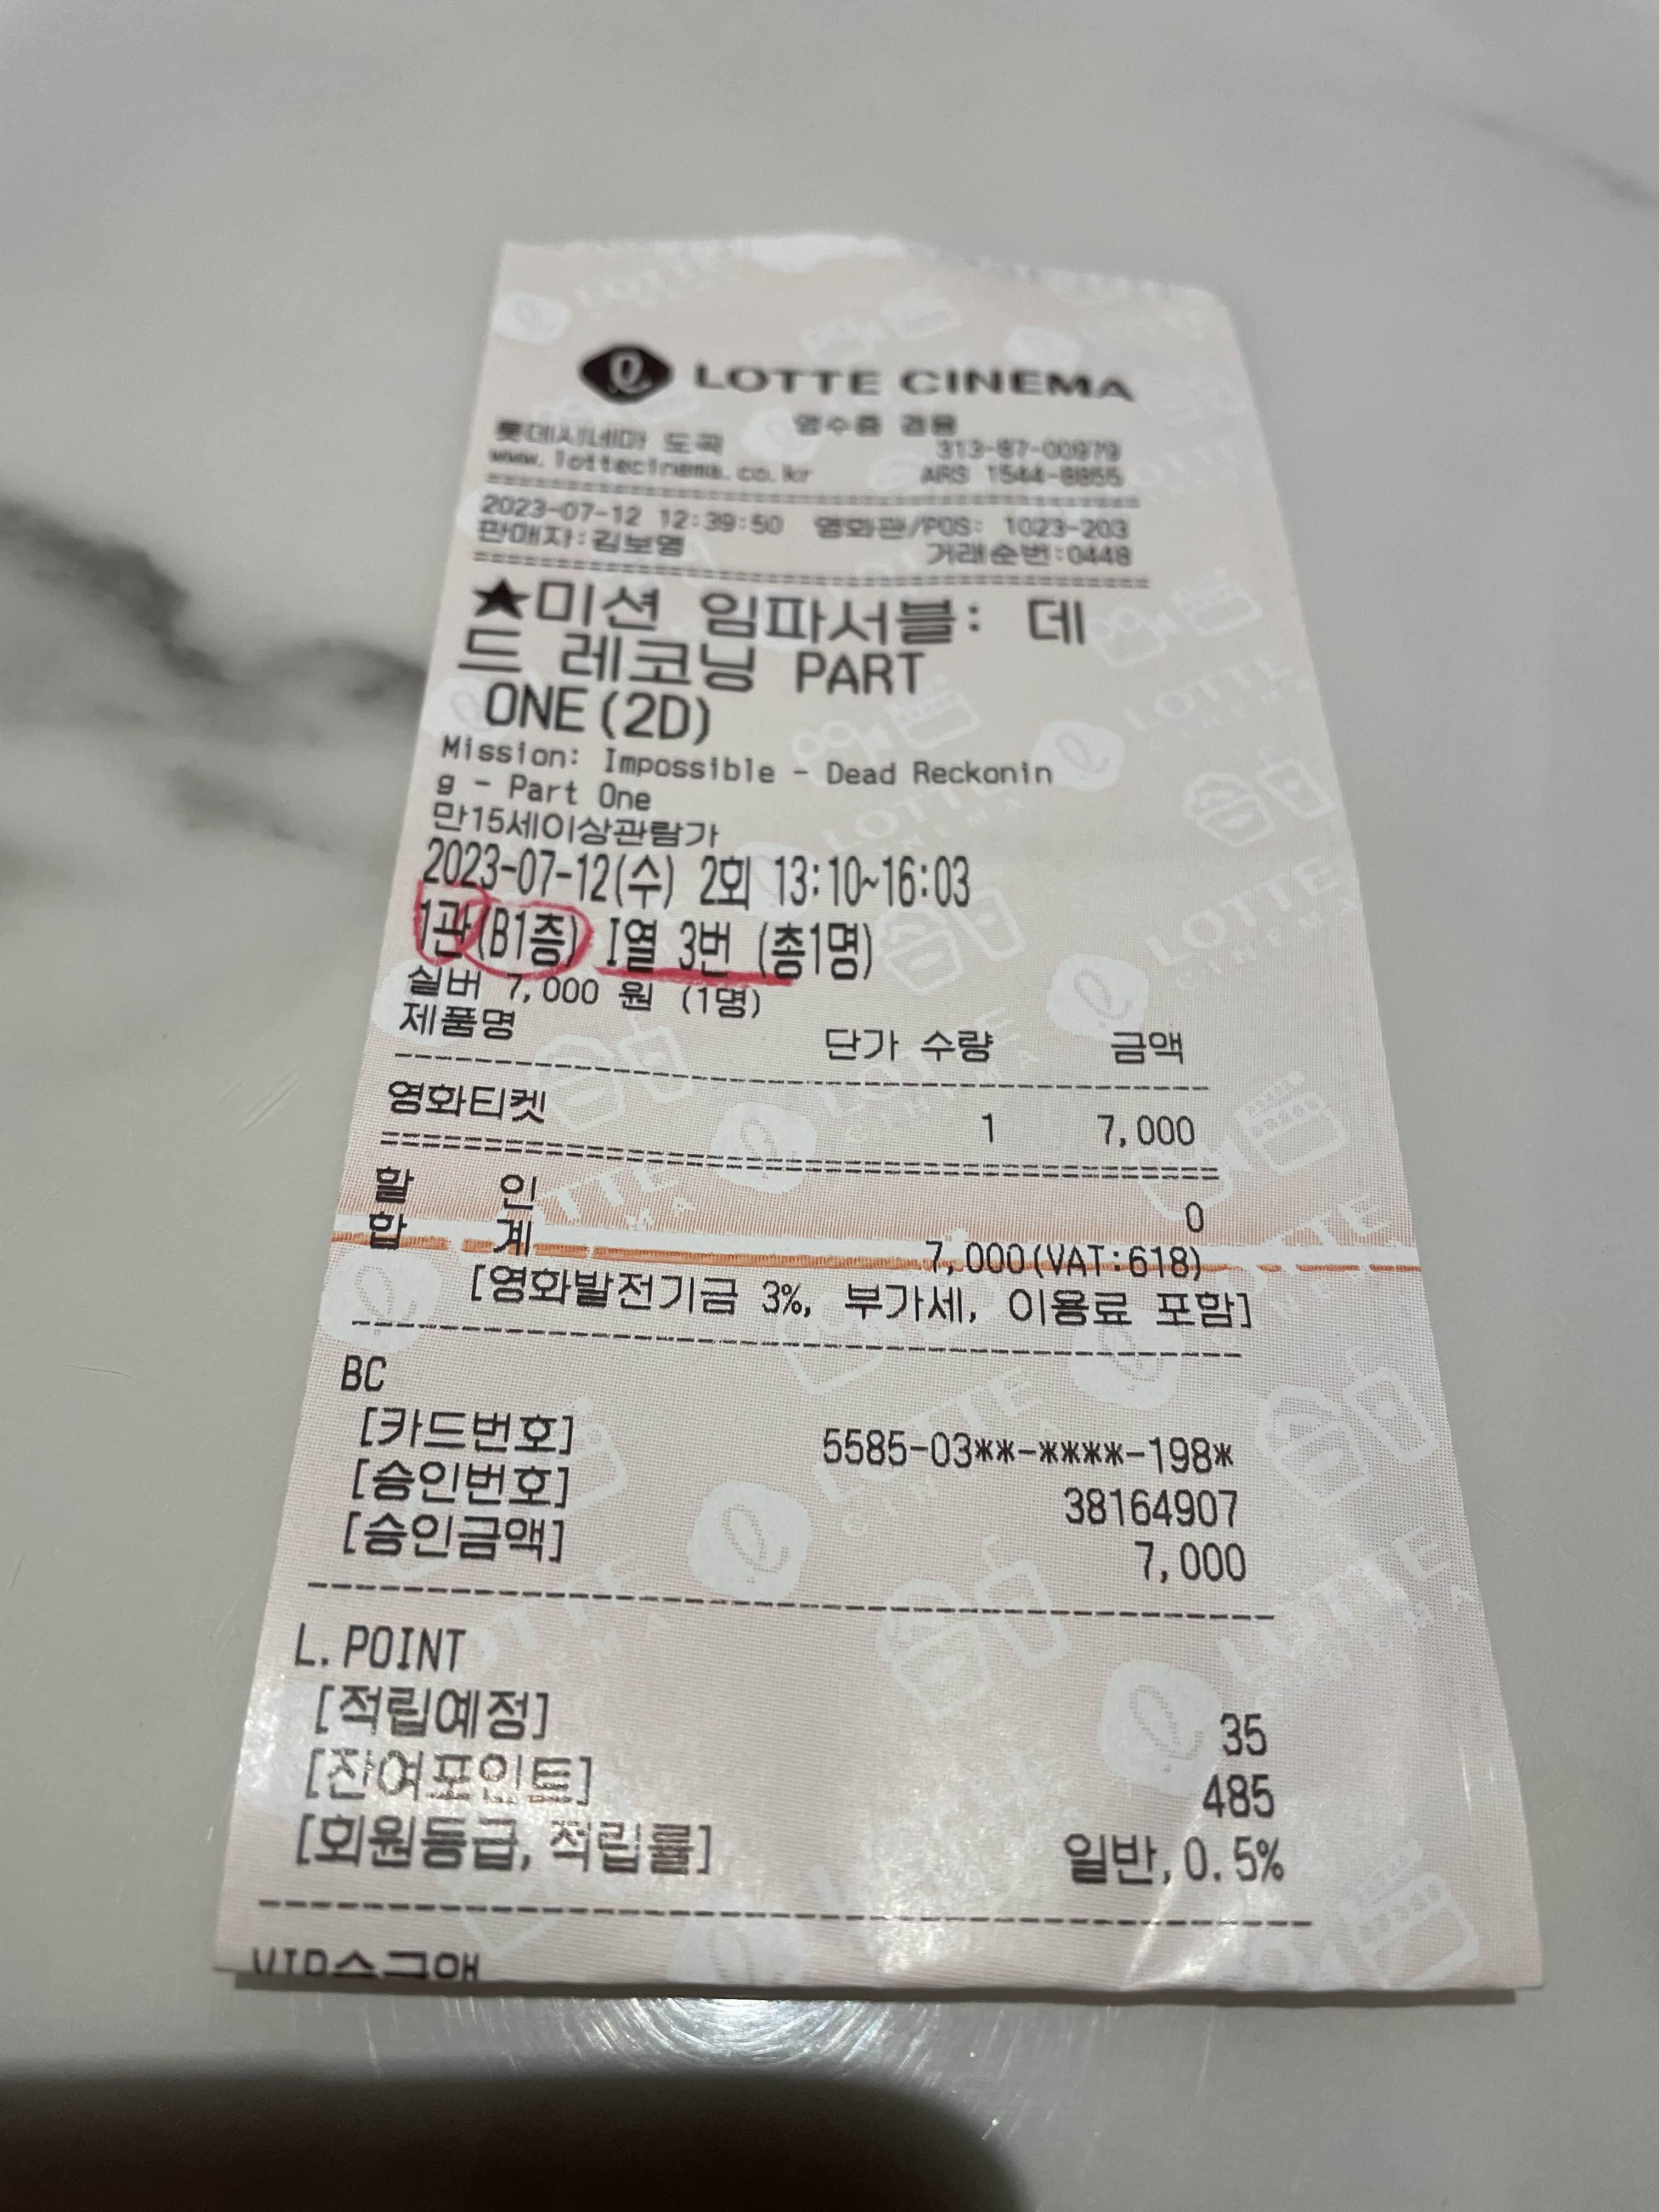 LOTTE CINEMA
영수증 겸용
롯데시네마 도곡 313-87-00979
www.lottecinema.co.kr ARS 1544-8855
2023-07-12 12:39:50 영화관/POS: 1023-203
판매자:김보영 거래순번:0448
★미션 임파서블: 데
드 레코닝 PART
ONE(2D)
Mission: Impossible - Dead Reckonin
g - Part One
만15세이상관람가
2023-07-12(수) 2회 13:10~16:03
1관(B1층) I열 3번 (총1명)
실버 7,000 원 (1명)
제품명 단가 수량 금액
영화티켓 1 7,000
할 인 0
합 계 7,000(VAT:618)
[영화발전기금 3%, 부가세, 이용료 포함]
BC
[카드번호] 5585-03**-****-198*
[승인번호] 38164907
[승인금액] 7,000
L.POINT
[적립예정] 35
[잔여포인트] 485
[회원등급,적립률] 일반,0.5%